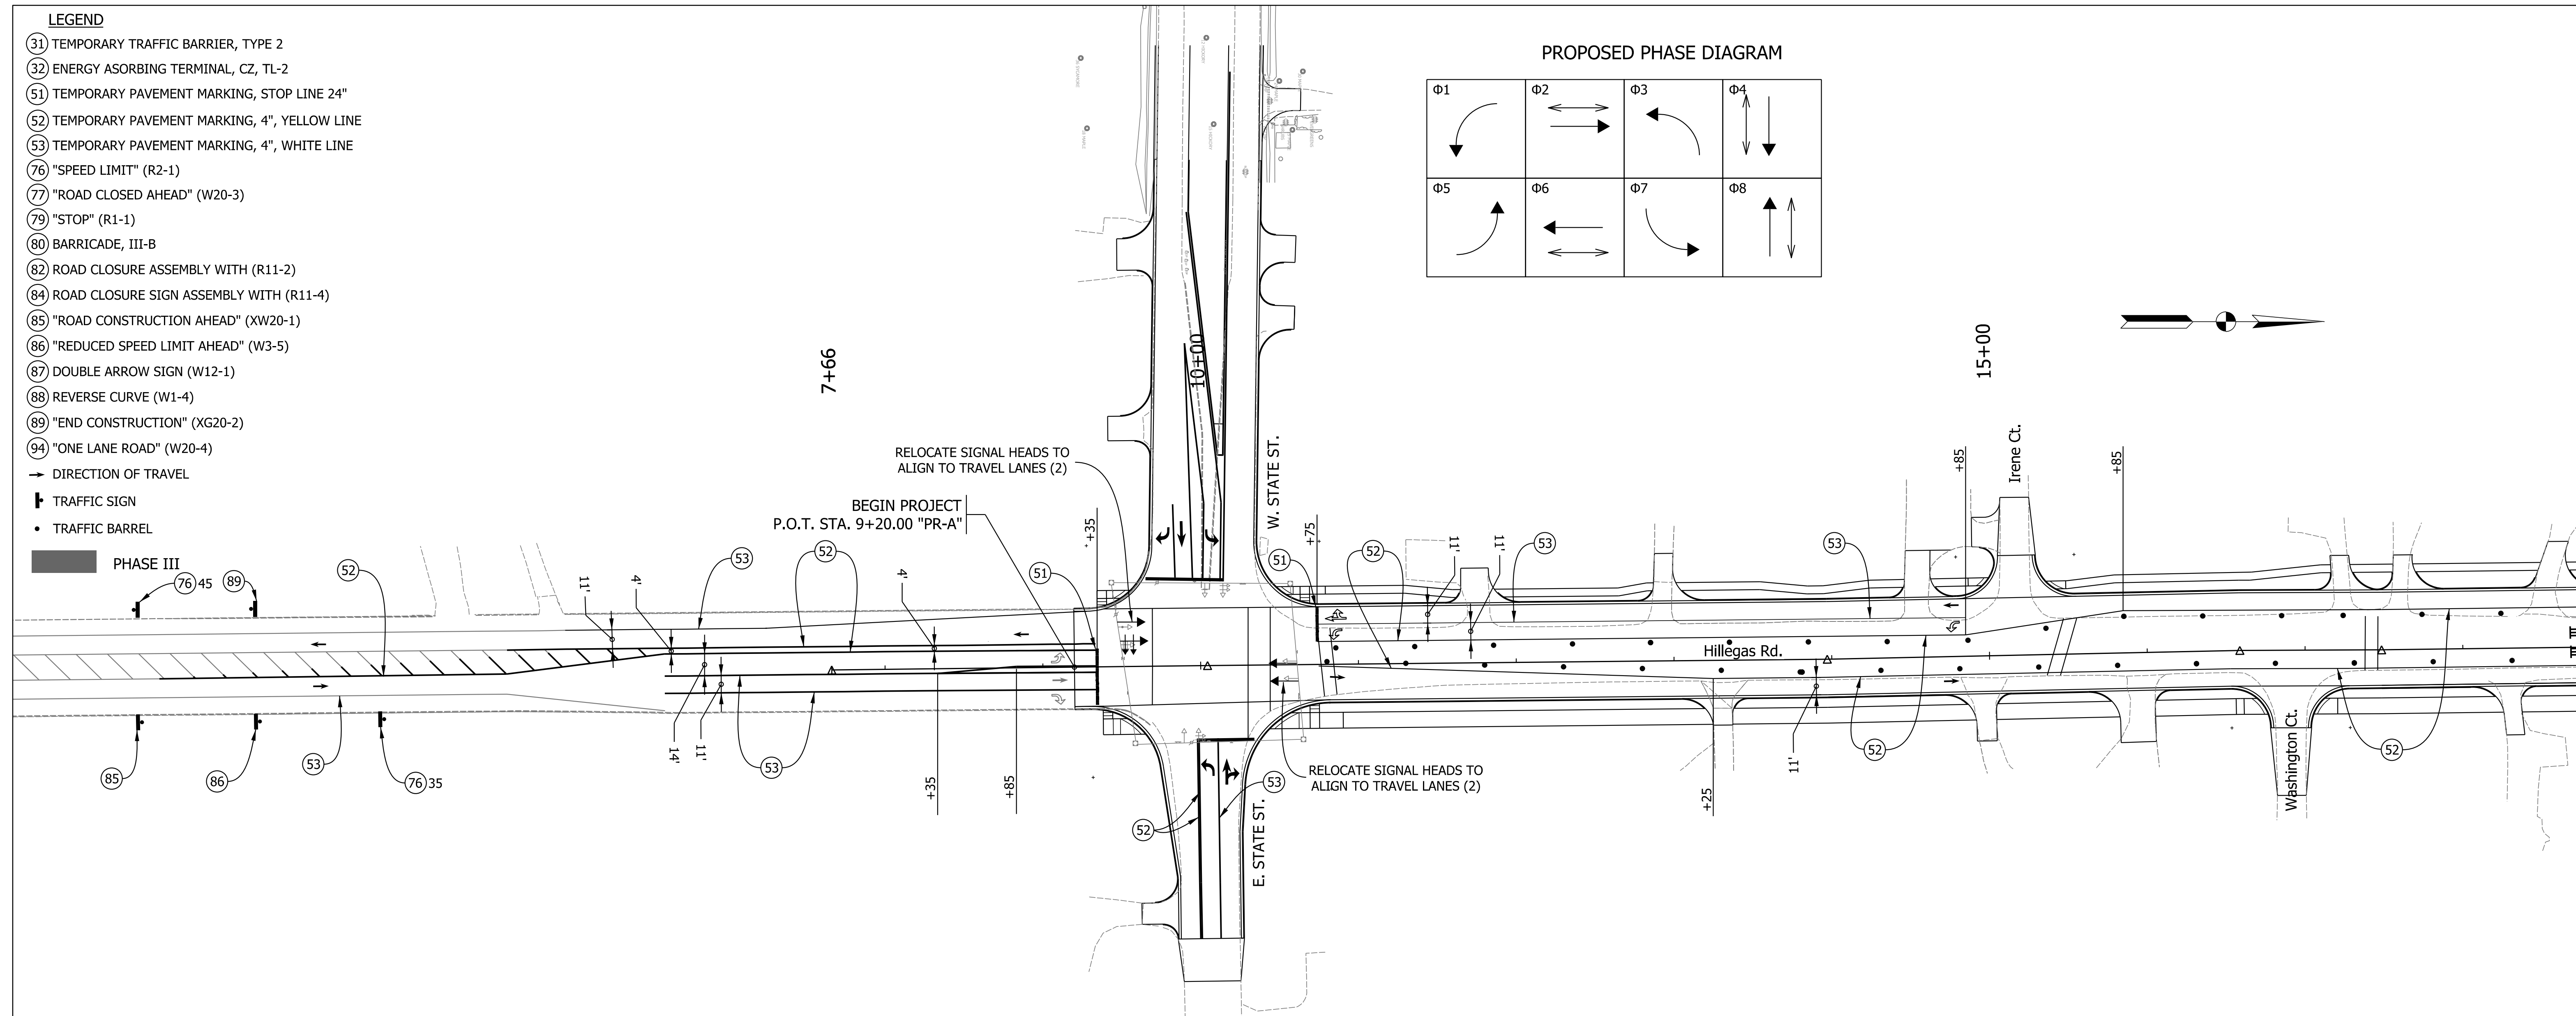 LEGEND
31 TEMPORARY TRAFFIC BARRIER, TYPE 2
32 ENERGY ASORBING TERMINAL, CZ, TL-2
51 TEMPORARY PAVEMENT MARKING, STOP LINE 24"
52 TEMPORARY PAVEMENT MARKING, 4", YELLOW LINE
53 TEMPORARY PAVEMENT MARKING, 4", WHITE LINE
76 "SPEED LIMIT" (R2-1)
77 "ROAD CLOSED AHEAD" (W20-3)
79 "STOP" (R1-1)
80 BARRICADE, III-B
82 ROAD CLOSURE ASSEMBLY WITH (R11-2)
84 ROAD CLOSURE SIGN ASSEMBLY WITH (R11-4)
85 "ROAD CONSTRUCTION AHEAD" (XW20-1)
86 "REDUCED SPEED LIMIT AHEAD" (W3-5)
87 DOUBLE ARROW SIGN (W12-1)
88 REVERSE CURVE (W1-4)
89 "END CONSTRUCTION" (XG20-2)
94 "ONE LANE ROAD" (W20-4)
DIRECTION OF TRAVEL
TRAFFIC SIGN
TRAFFIC BARREL
PHASE III
PROPOSED PHASE DIAGRAM
Φ1 Φ2 Φ3 Φ4
Φ5 Φ6 Φ7 Φ8
7+66
10+00
15+00
RELOCATE SIGNAL HEADS TO
ALIGN TO TRAVEL LANES (2)
BEGIN PROJECT
P.O.T. STA. 9+20.00 "PR-A"
W. STATE ST.
Irene Ct.
+35
+75
+85
+85
76 45
89
52
53
52
51
51
52
53
53
11'
4'
4'
11'
11'
Hillegas Rd.
14'
11'
11'
85
86
53
76 35
53
+35
+85
52
53
E. STATE ST.
RELOCATE SIGNAL HEADS TO
ALIGN TO TRAVEL LANES (2)
+25
52
Washington Ct.
52